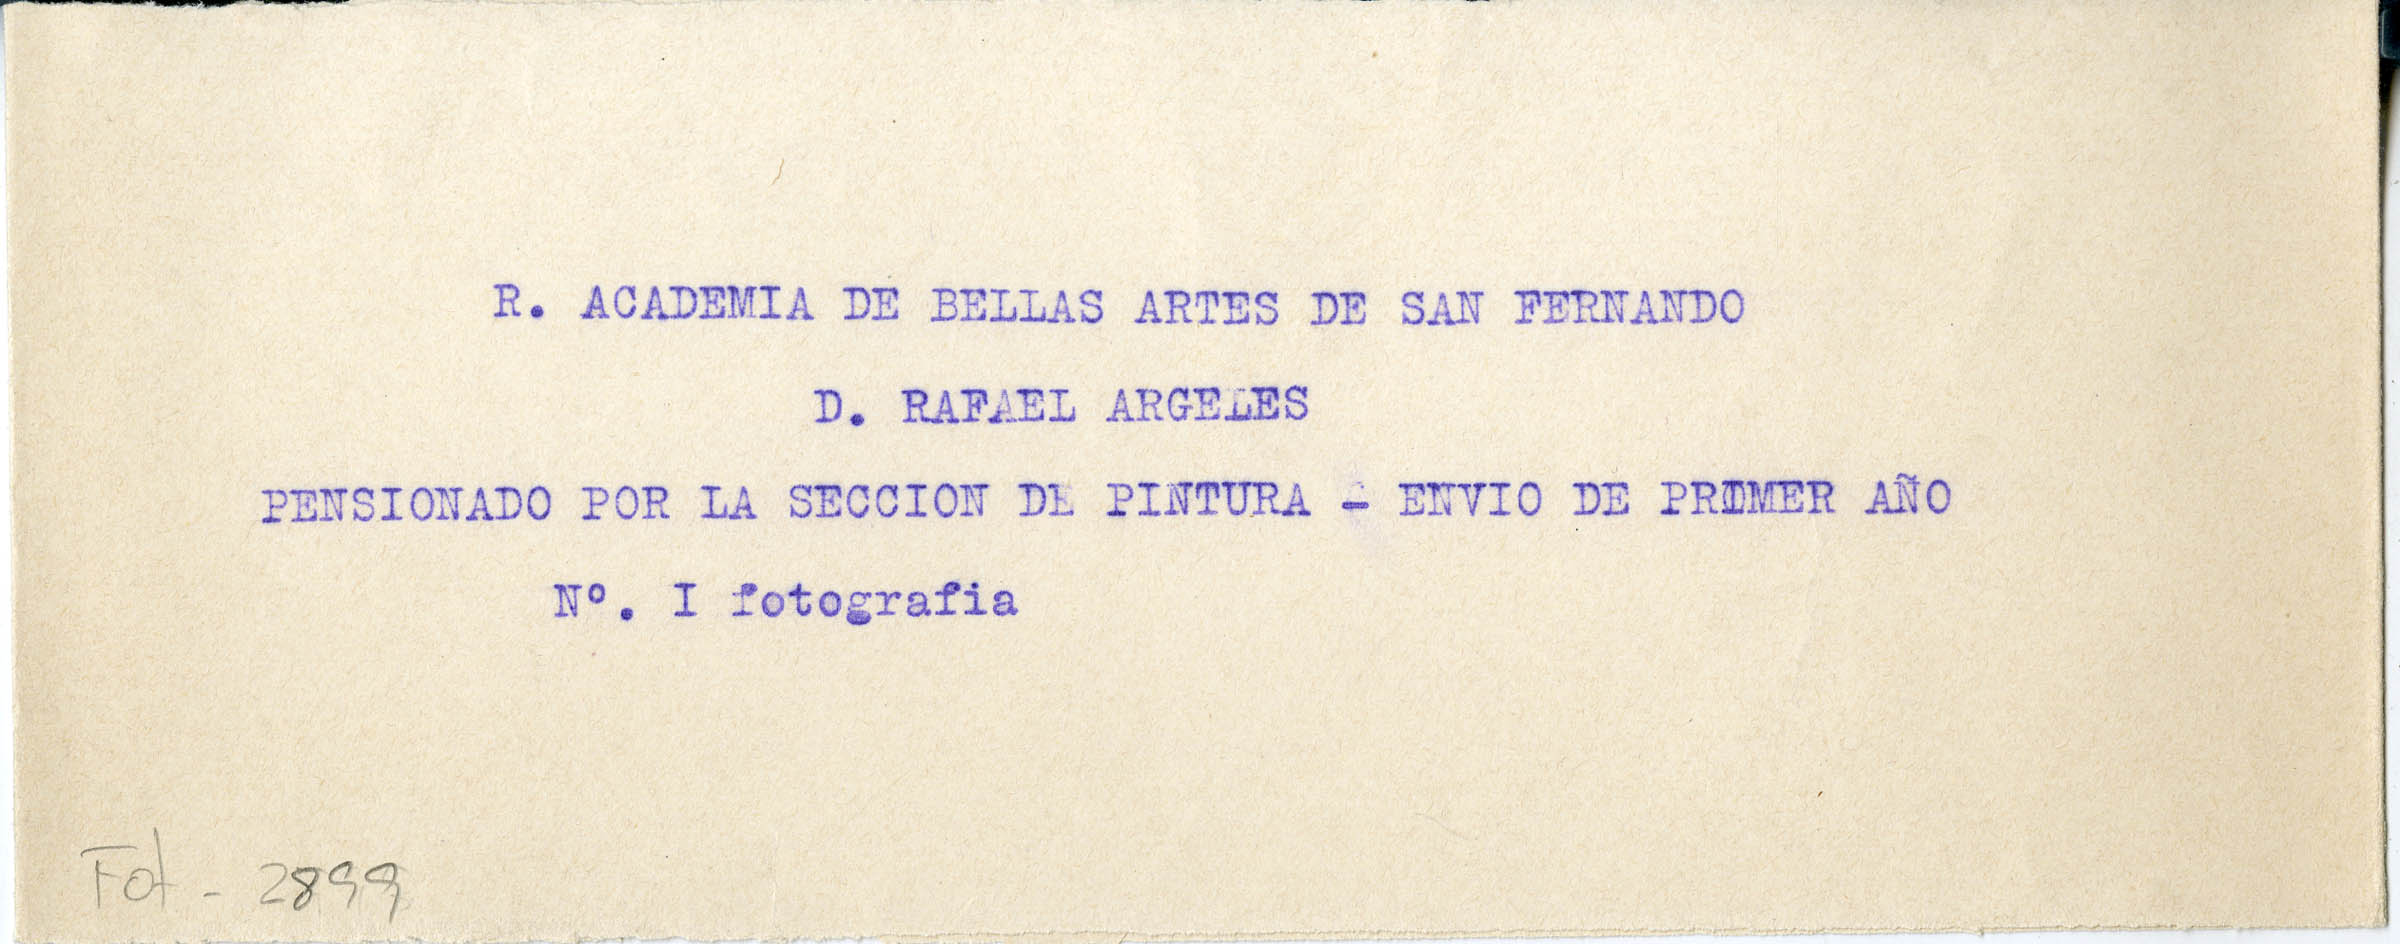 R. ACADEMIA DE BELLAS ARTES DE SAN FERNANDO
D. RAFAEL ARGELES
PENSIONADO POR LA SECCION DE PINTURA - ENVIO DE PRIMER AÑO
Nº. I fotografia
Fot - 2899